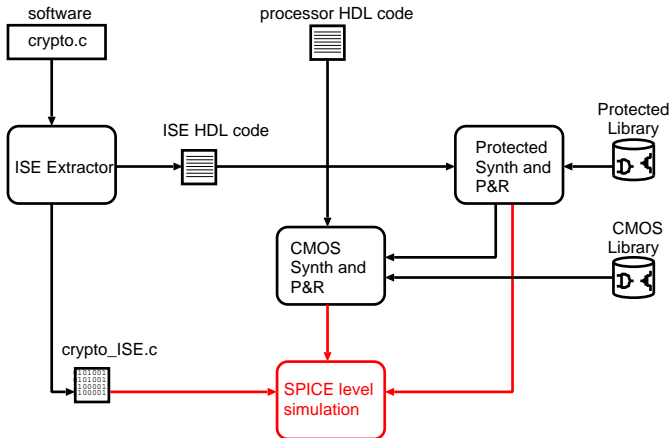 software
processor HDL code
crypto.c
ISE HDL code
Protected
Library
ISE Extractor
Protected
Synth and
P&R
CMOS
Library
CMOS
Synth and
P&R
crypto_ISE.c
101001
101001
100001
100001
SPICE level
simulation